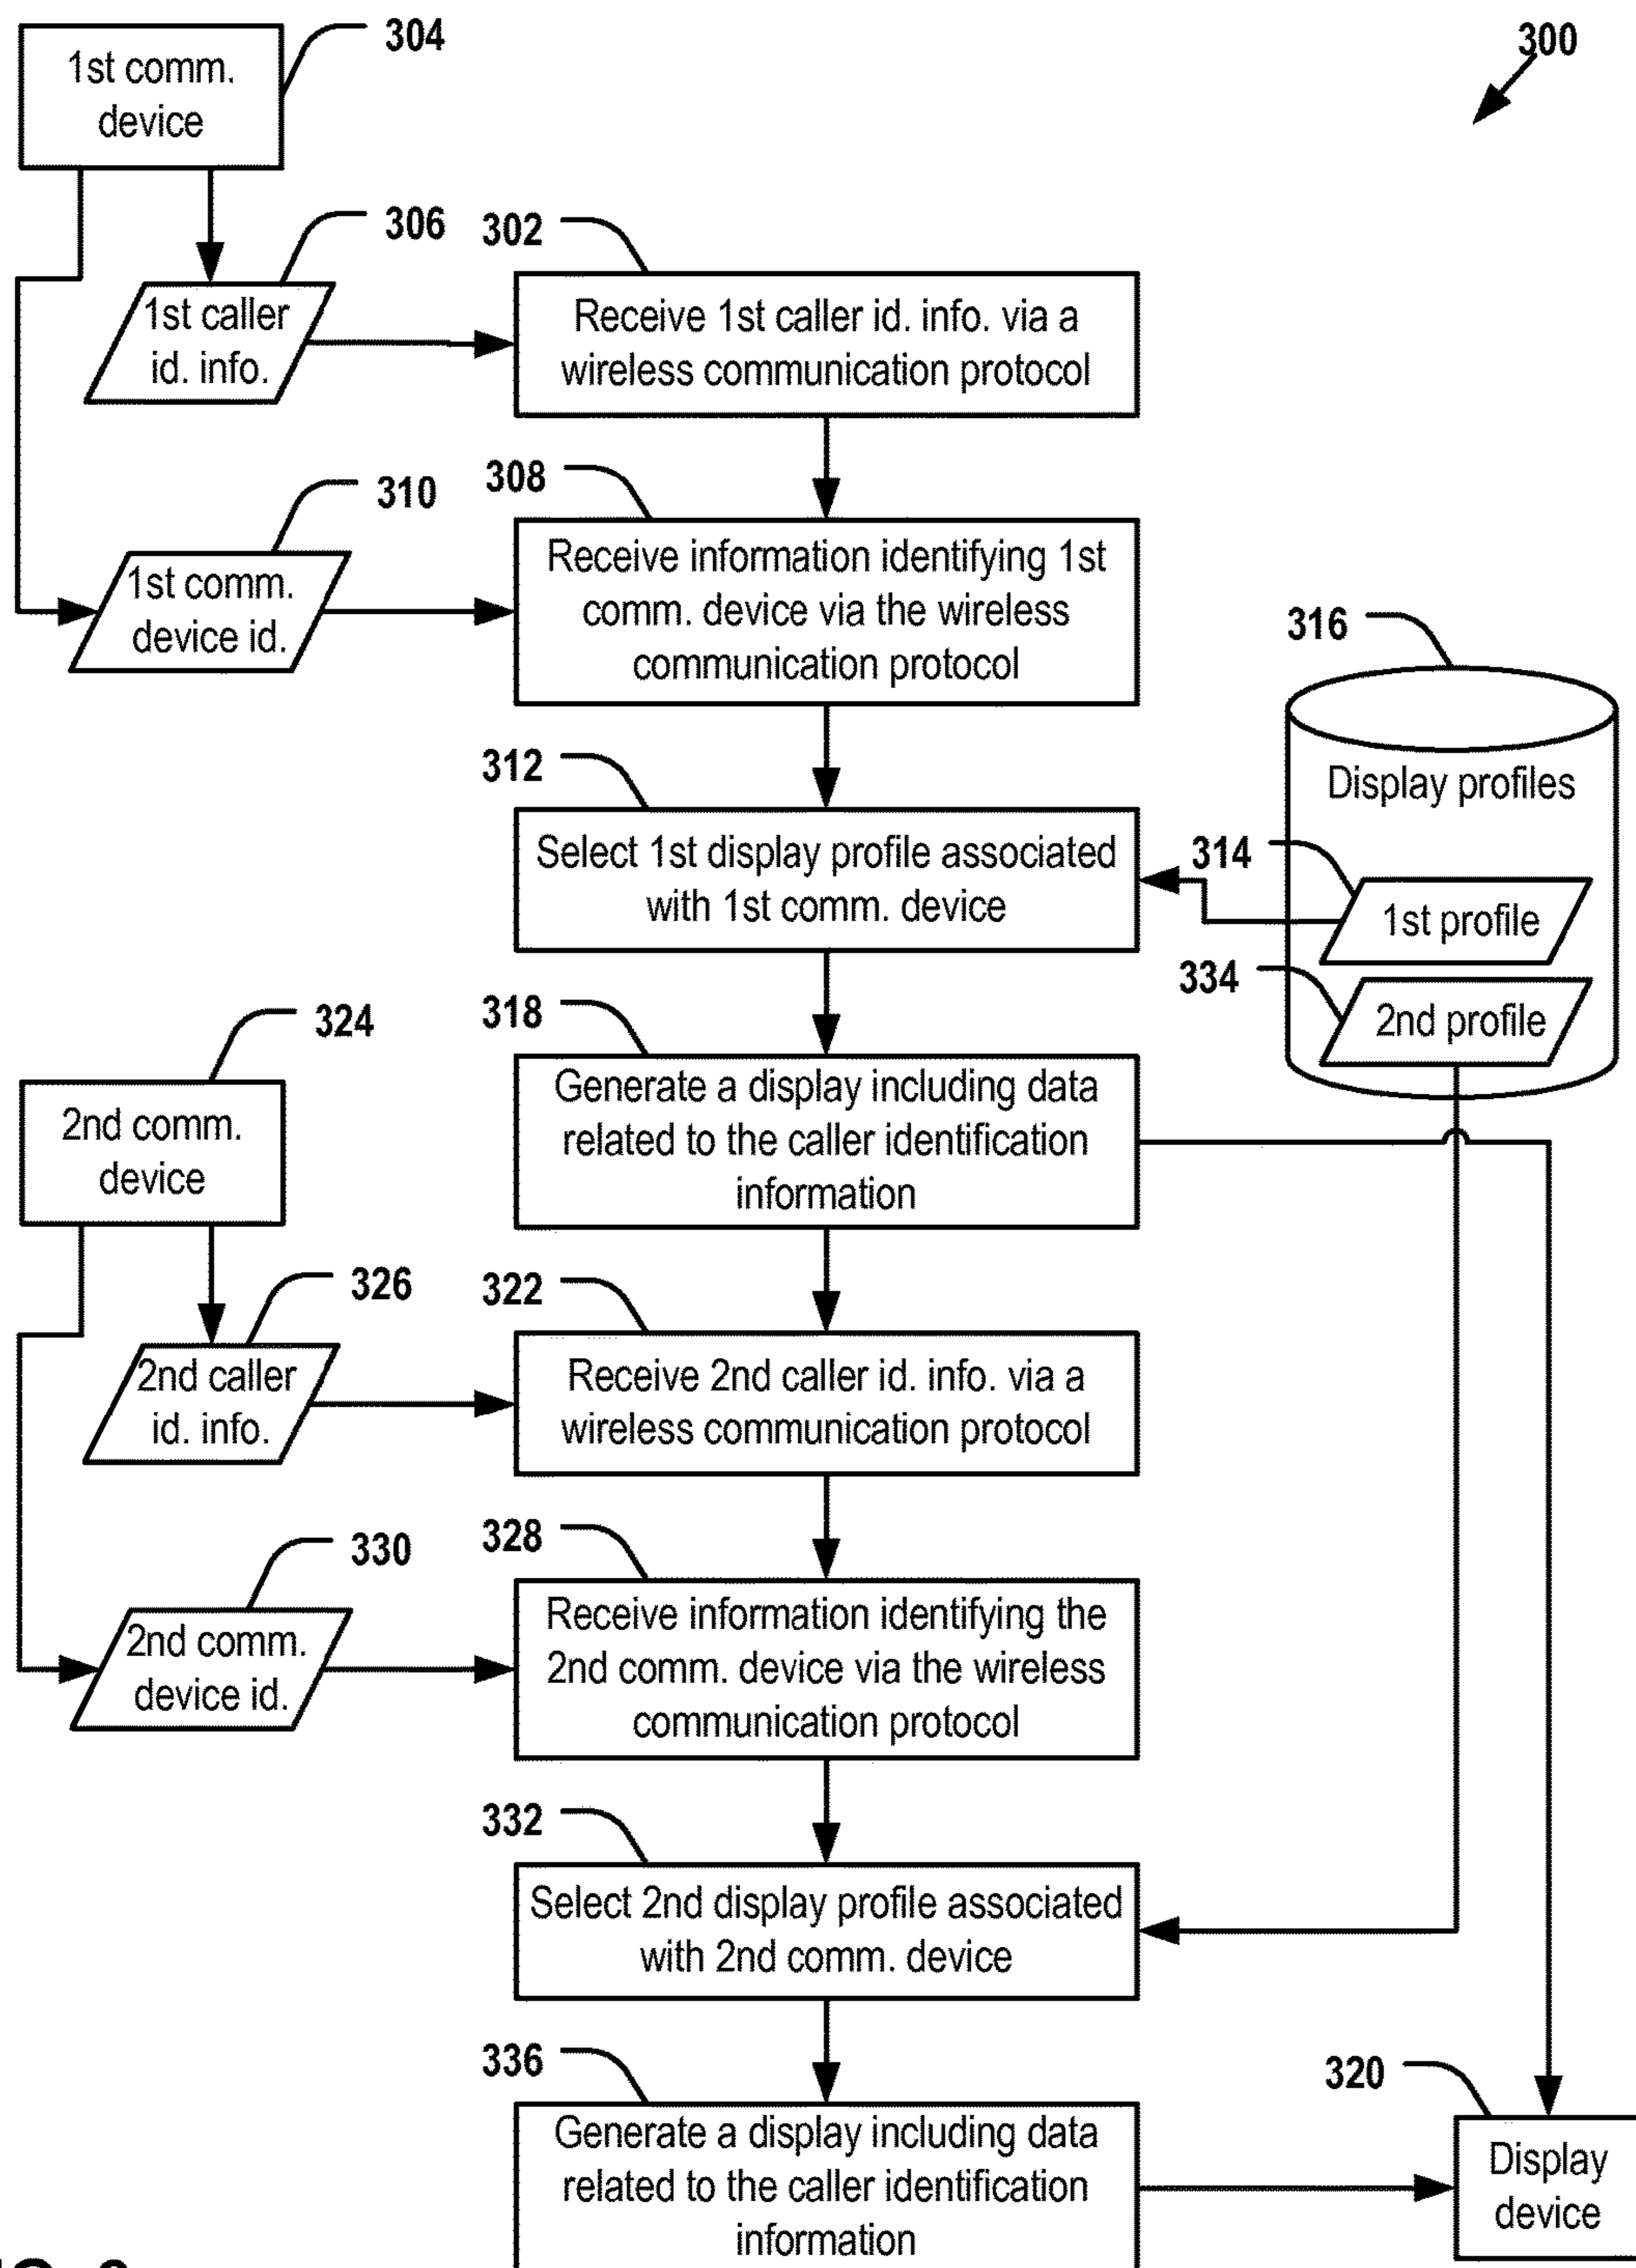 304
1st comm.
device
300
306
302
1st caller
id. info.
Receive 1st caller id. info. via a
wireless communication protocol
310
308
1st comm.
device id.
Receive information identifying 1st
comm. device via the wireless
communication protocol
316
Display profiles
312
Select 1st display profile associated
with 1st comm. device
314
1st profile
334
2nd profile
324
2nd comm.
device
318
Generate a display including data
related to the caller identification
information
326
322
2nd caller
id. info.
Receive 2nd caller id. info. via a
wireless communication protocol
330
328
2nd comm.
device id.
Receive information identifying the
2nd comm. device via the wireless
communication protocol
332
Select 2nd display profile associated
with 2nd comm. device
336
Generate a display including data
related to the caller identification
information
320
Display
device